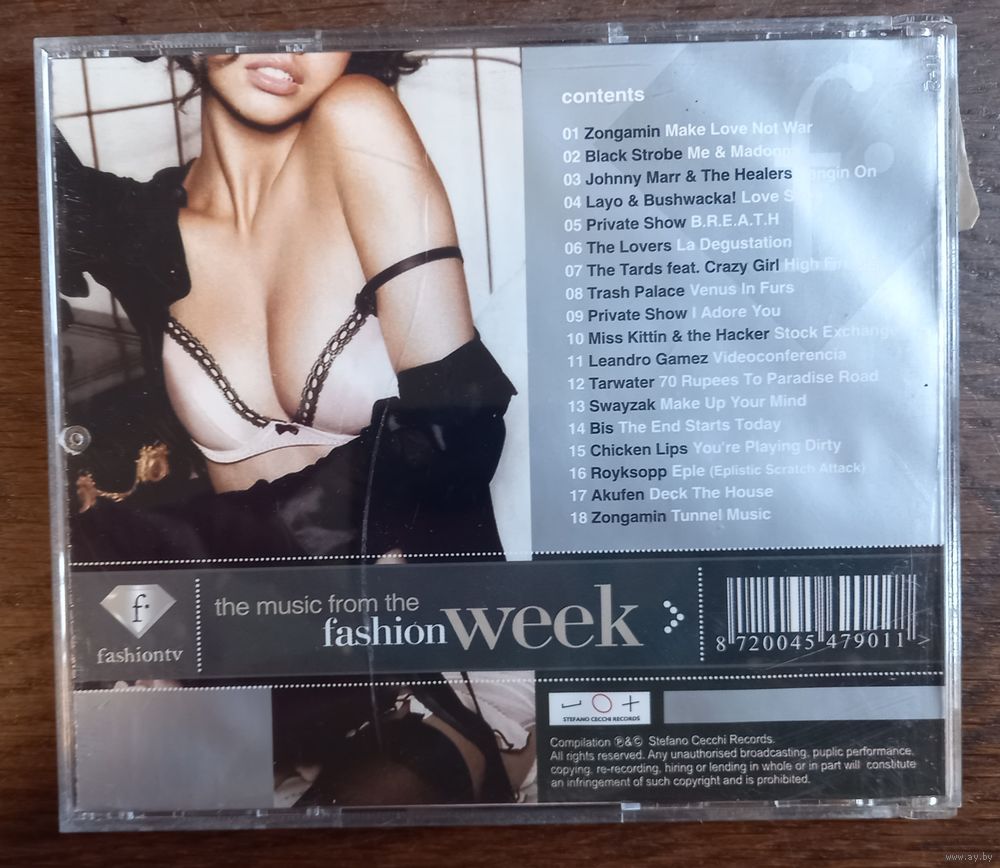 contents
01 Zongamin Make Love Not War
02 Black Strobe Me &
03 Johnny Marr & The Healers On
04 Layo & Bushwacka! Love
05 Private Show B.R.E.A.T.H
06 The Lovers La Degustation
07 The Tards feat. Crazy Girl High
08 Trash Palace Venus In Furs
09 Private Show I Adore You
10 Miss Kittin & the Hacker Stock Exchange
11 Leandro Gamez Videoconferencia
12 Tarwater 70 Rupees To Paradise Road
13 Swayzak Make Up Your Mind
14 Bis The End Starts Today
15 Chicken Lips You're Playing Dirty
16 Royksopp Eple (Eplistic Scratch Attack)
17 Akufen Deck The House
18 Zongamin Tunnel Music
f.
fashiontv
the music from the
fashion week
8 720045 479011 >
STEFANO CECCHI RECORDS
Compilation ℗&© Stefano Cecchi Records.
All rights reserved. Any unauthorised broadcasting, puplic performance,
copying, re-recording, hiring or lending in whole or in part will constitute
an infringement of such copyright and is prohibited.
www.ay.by